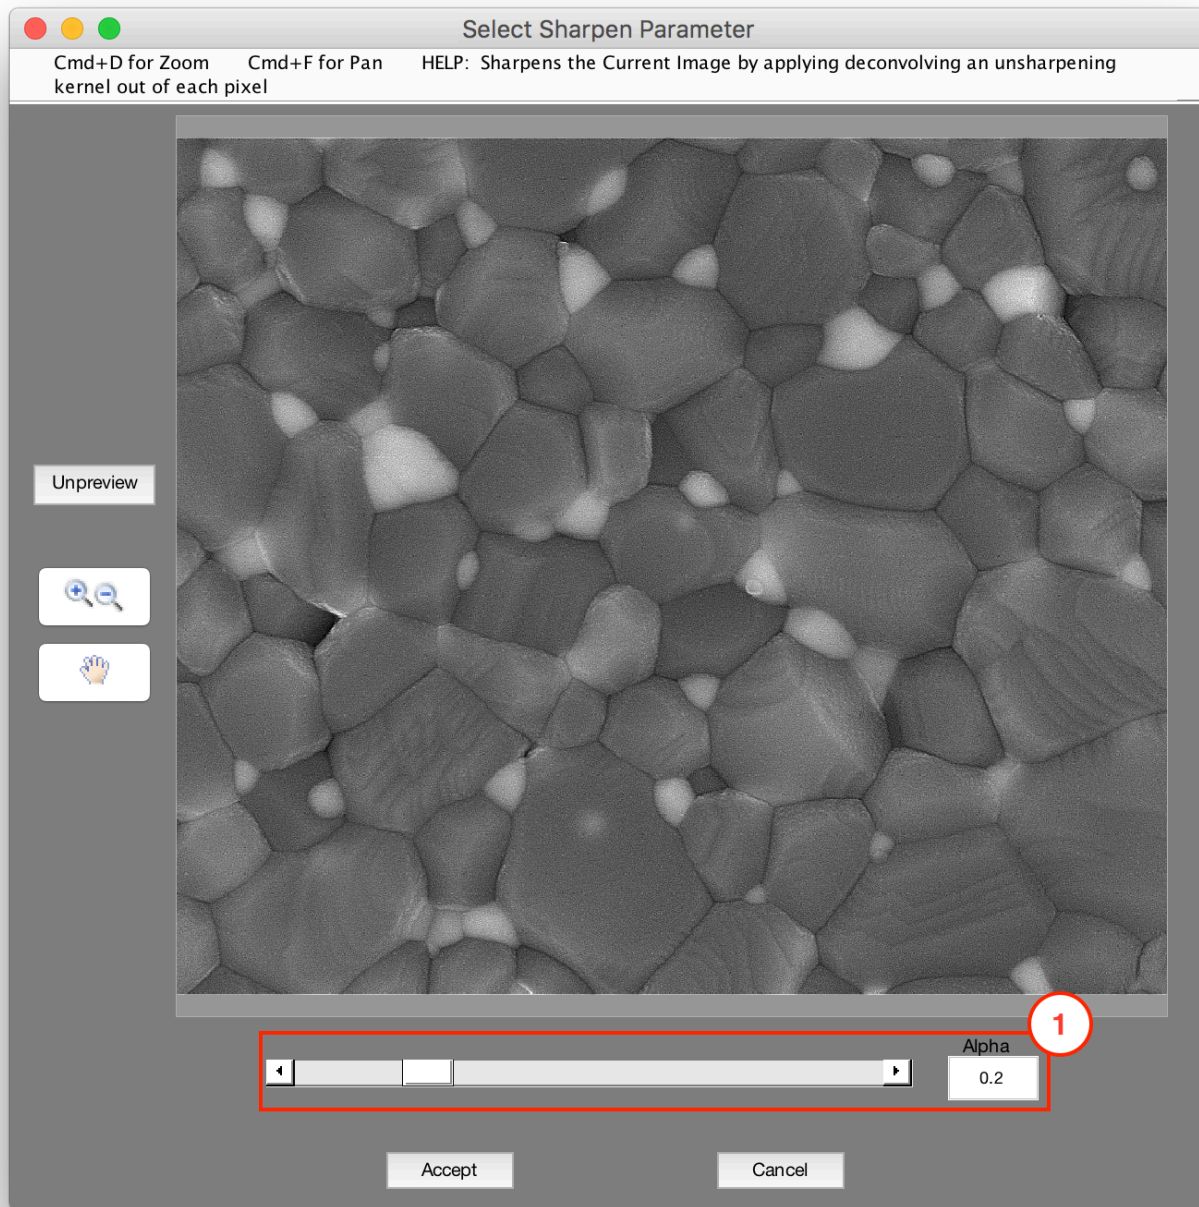 Select Sharpen Parameter
Cmd+D for Zoom Cmd+F for Pan HELP: Sharpens the Current Image by applying deconvolving an unsharpening
kernel out of each pixel
Unpreview
1
Alpha
0.2
Accept Cancel